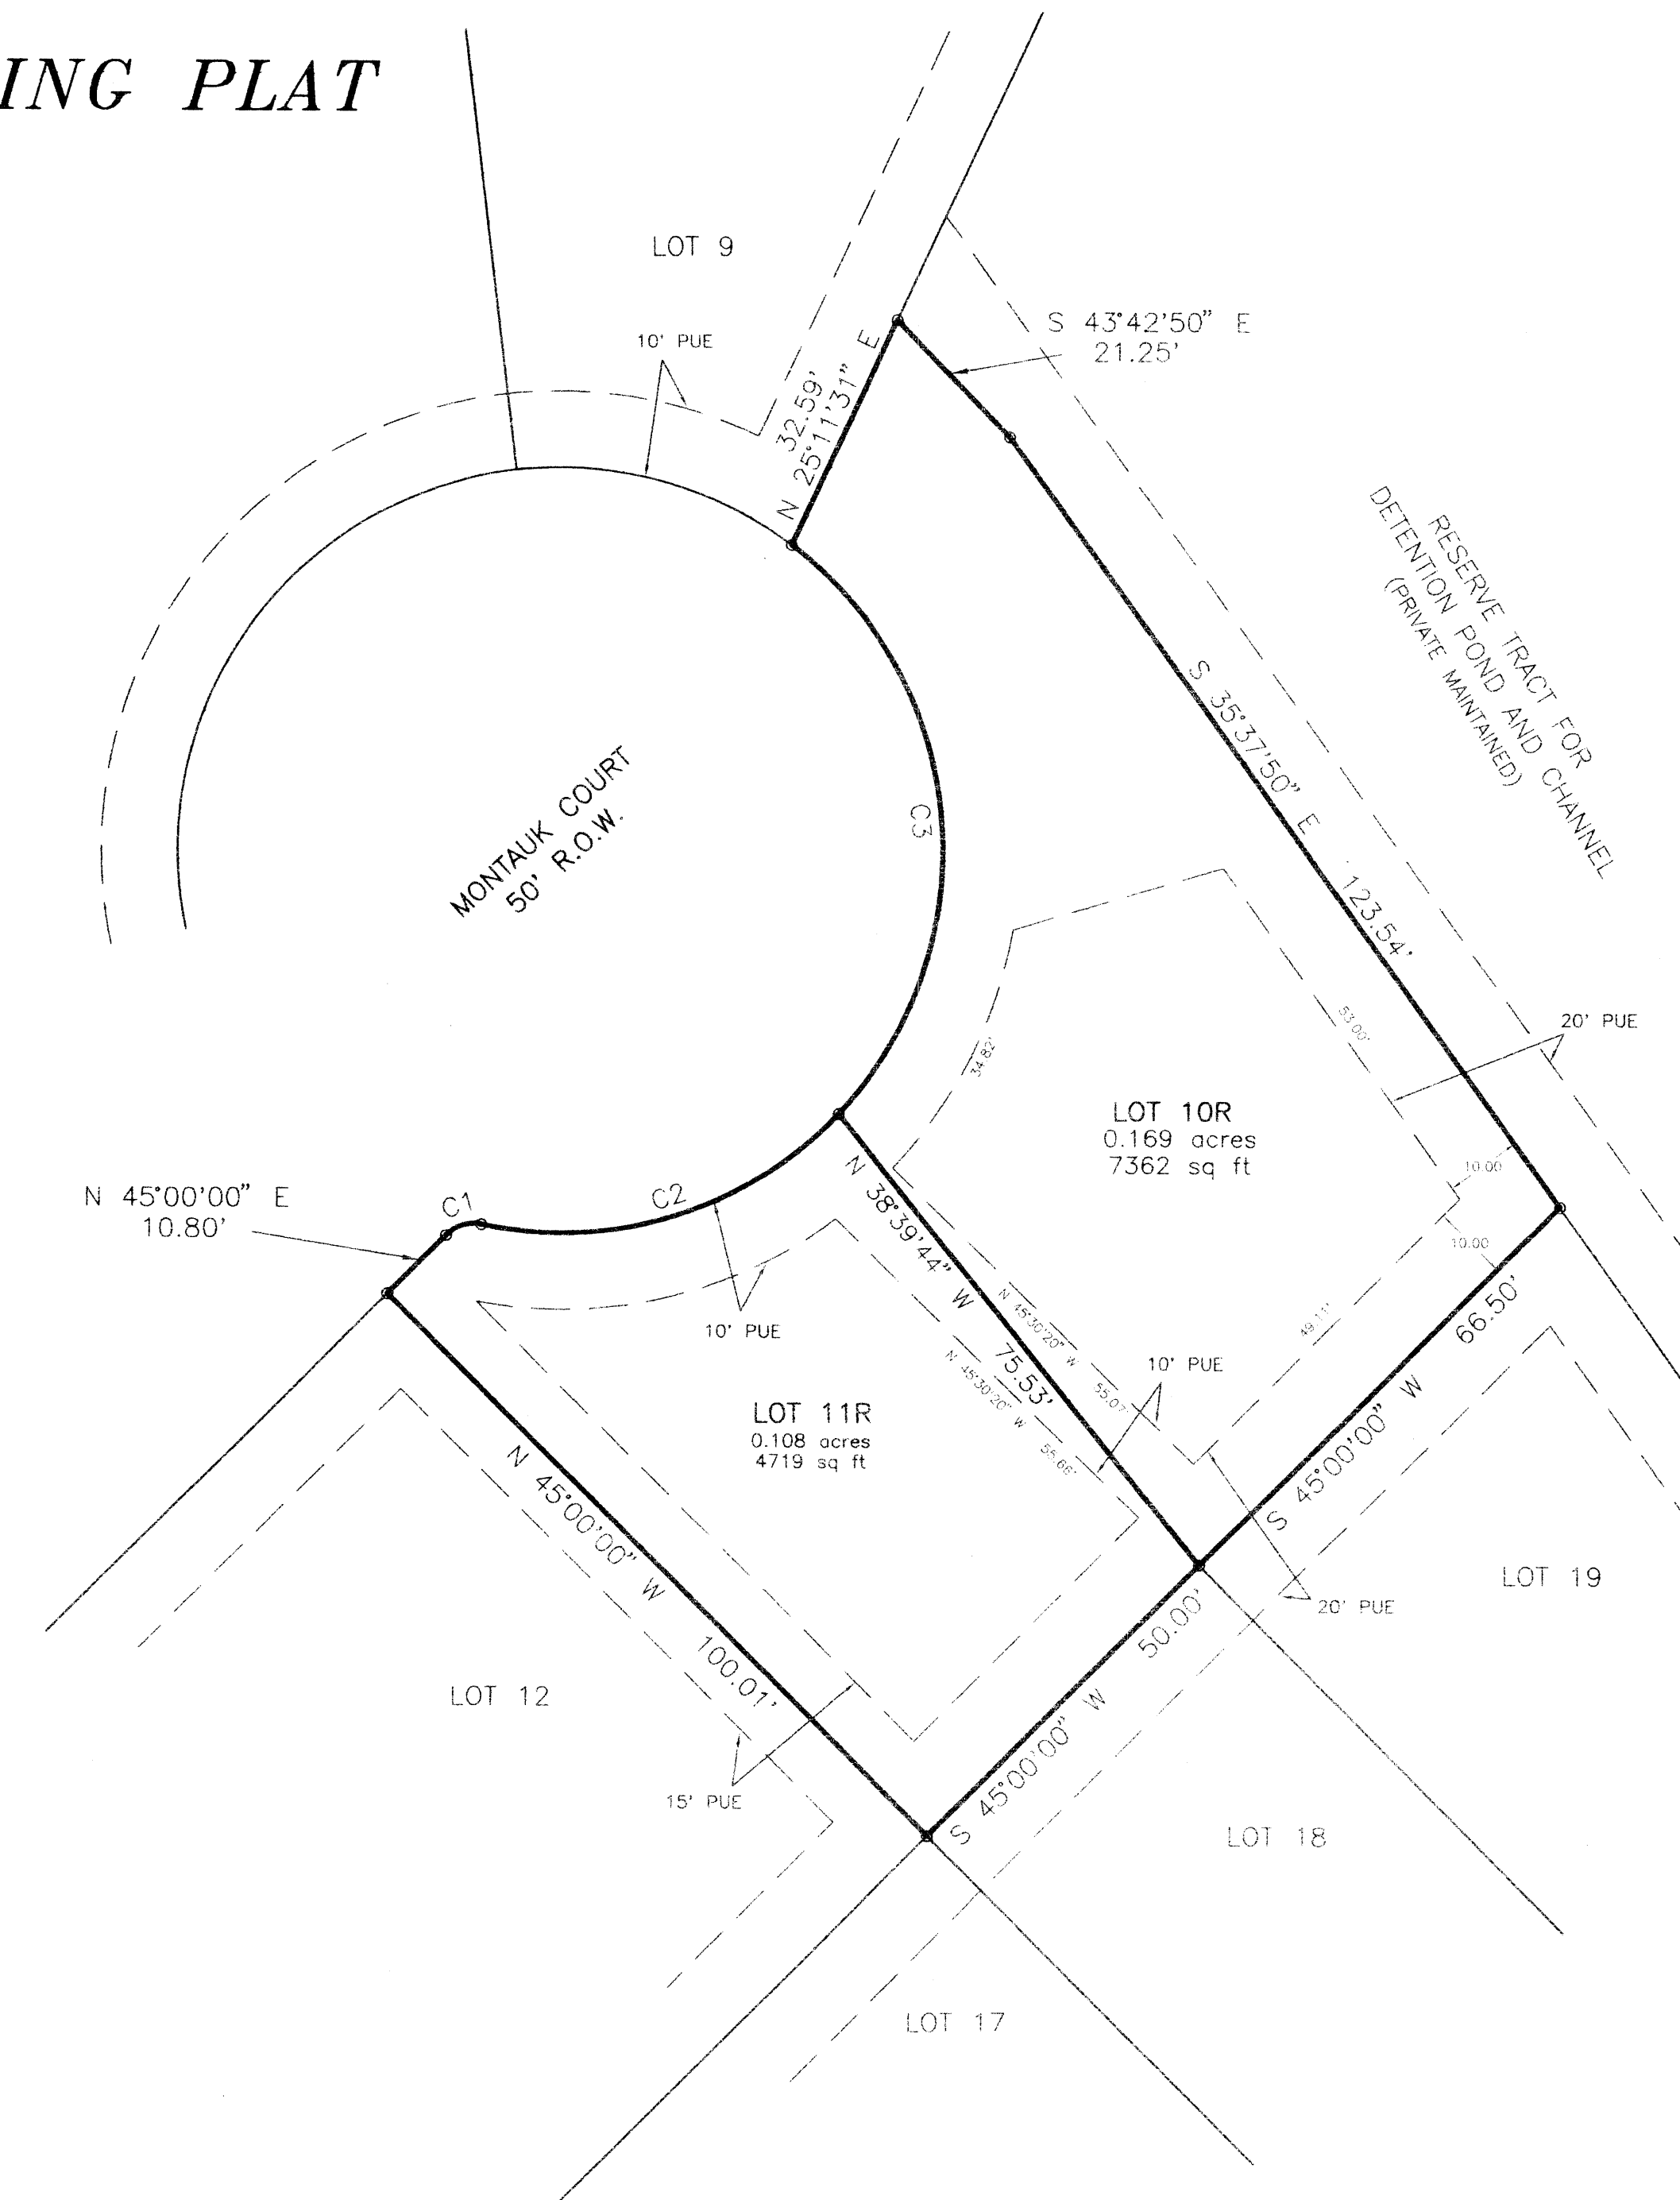 ING PLAT
LOT 9
10' PUE
S 43°42'50" E
21.25'
32.59'
N 25°11'31" E
RESERVE TRACT FOR
DETENTION POND AND CHANNEL
(PRIVATE MAINTAINED)
S 35°37'50" E 123.54'
MONTAUK COURT
50' R.O.W.
C3
53.00'
20' PUE
34.82'
LOT 10R
0.169 acres
7362 sq ft
10.00
N 45°00'00" E
10.80'
C1
C2
10.00
N 38°39'44" W 75.53'
10' PUE
N 45°30'20" W 55.07'
49.11'
66.50'
S 45°00'00" W
N 45°30'20" W 55.66'
10' PUE
LOT 11R
0.108 acres
4719 sq ft
N 45°00'00" W 100.01'
LOT 19
20' PUE
50.00'
S 45°00'00" W
LOT 12
15' PUE
LOT 18
LOT 17